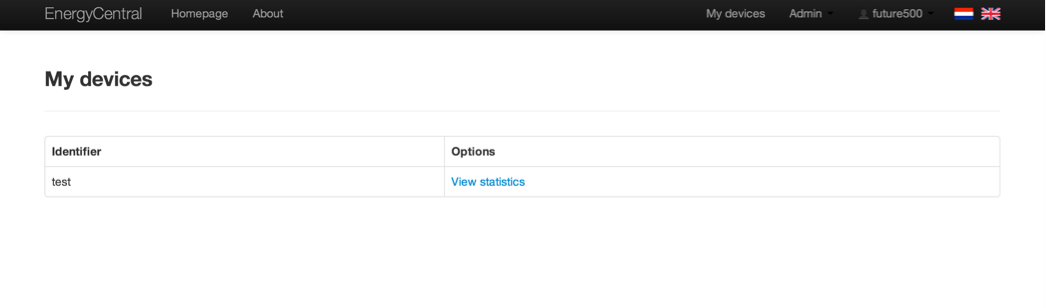 EnergyCentral Homepage About My devices Admin future500
My devices
Identifier Options
test View statistics